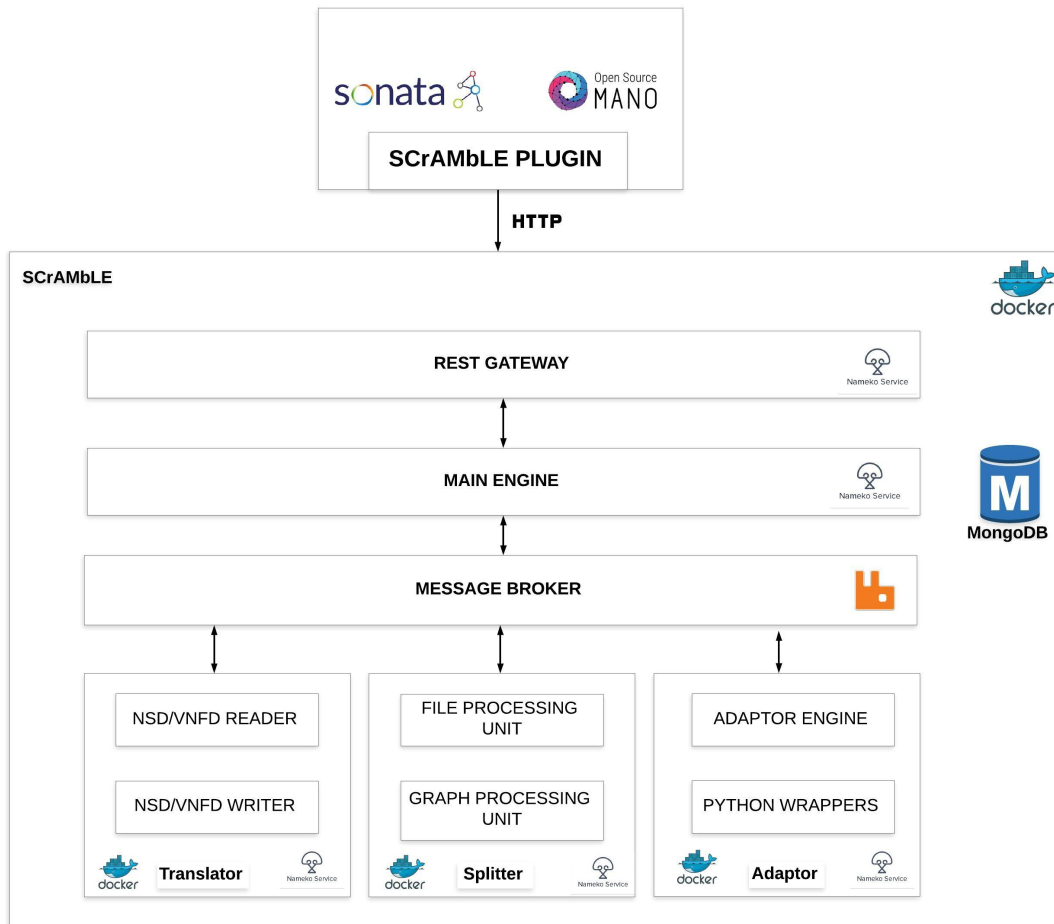 sonata
Open Source
MANO
SCrAMbLE PLUGIN
HTTP
SCrAMbLE
docker
REST GATEWAY
Nameko Service
MAIN ENGINE
Nameko Service
M
MongoDB
MESSAGE BROKER
NSD/VNFD READER
NSD/VNFD WRITER
docker
Translator
Nameko Service
FILE PROCESSING
UNIT
GRAPH PROCESSING
UNIT
docker
Splitter
Nameko Service
ADAPTOR ENGINE
PYTHON WRAPPERS
docker
Adaptor
Nameko Service